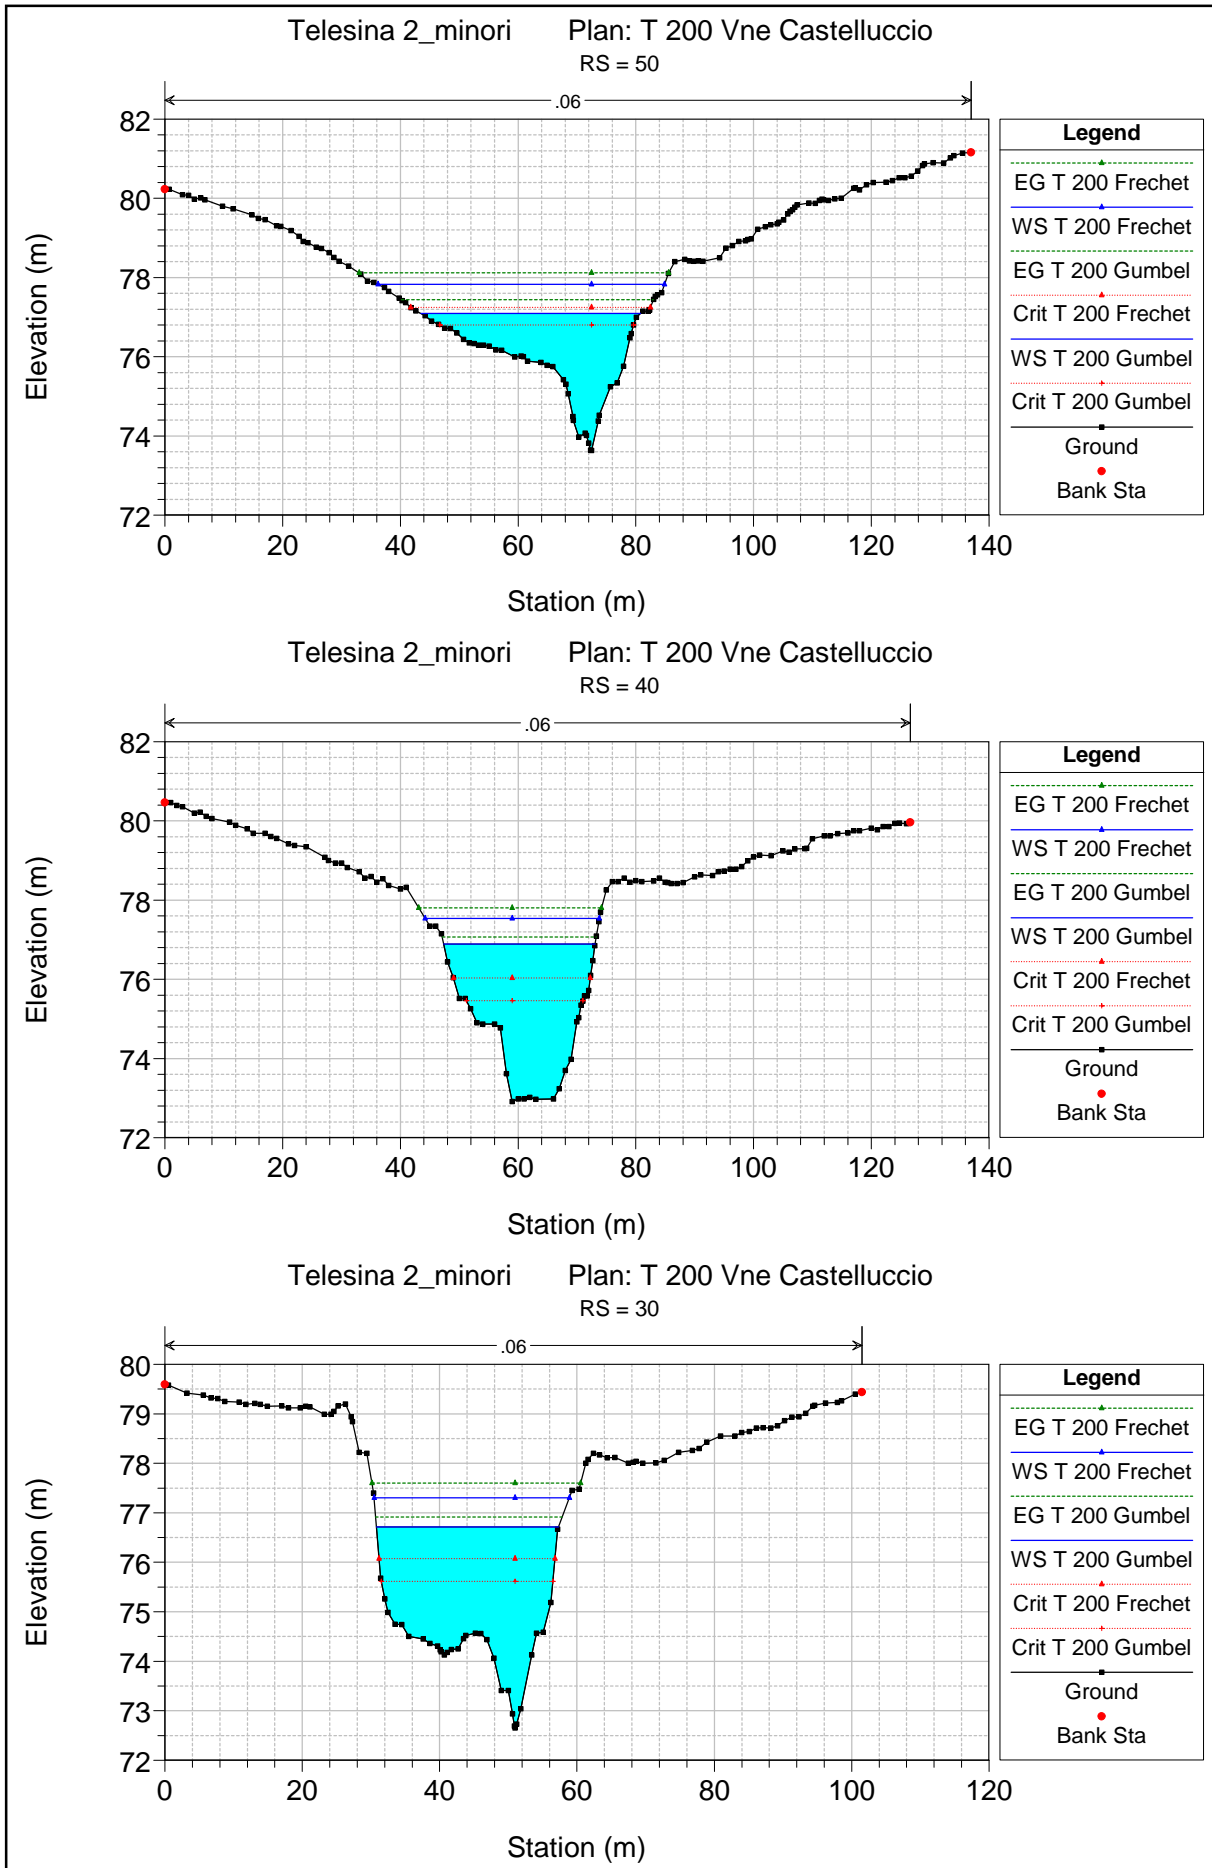 Telesina 2_minori Plan: T 200 Vne Castelluccio
RS = 50
.06
82
80
78
76
74
72
0 20 40 60 80 100 120 140
Station (m)
Elevation (m)
Legend
EG T 200 Frechet
WS T 200 Frechet
EG T 200 Gumbel
Crit T 200 Frechet
WS T 200 Gumbel
Crit T 200 Gumbel
Ground
Bank Sta
Telesina 2_minori Plan: T 200 Vne Castelluccio
RS = 40
.06
82
80
78
76
74
72
0 20 40 60 80 100 120 140
Station (m)
Elevation (m)
Legend
EG T 200 Frechet
WS T 200 Frechet
EG T 200 Gumbel
WS T 200 Gumbel
Crit T 200 Frechet
Crit T 200 Gumbel
Ground
Bank Sta
Telesina 2_minori Plan: T 200 Vne Castelluccio
RS = 30
.06
80
79
78
77
76
75
74
73
72
0 20 40 60 80 100 120
Station (m)
Elevation (m)
Legend
EG T 200 Frechet
WS T 200 Frechet
EG T 200 Gumbel
WS T 200 Gumbel
Crit T 200 Frechet
Crit T 200 Gumbel
Ground
Bank Sta